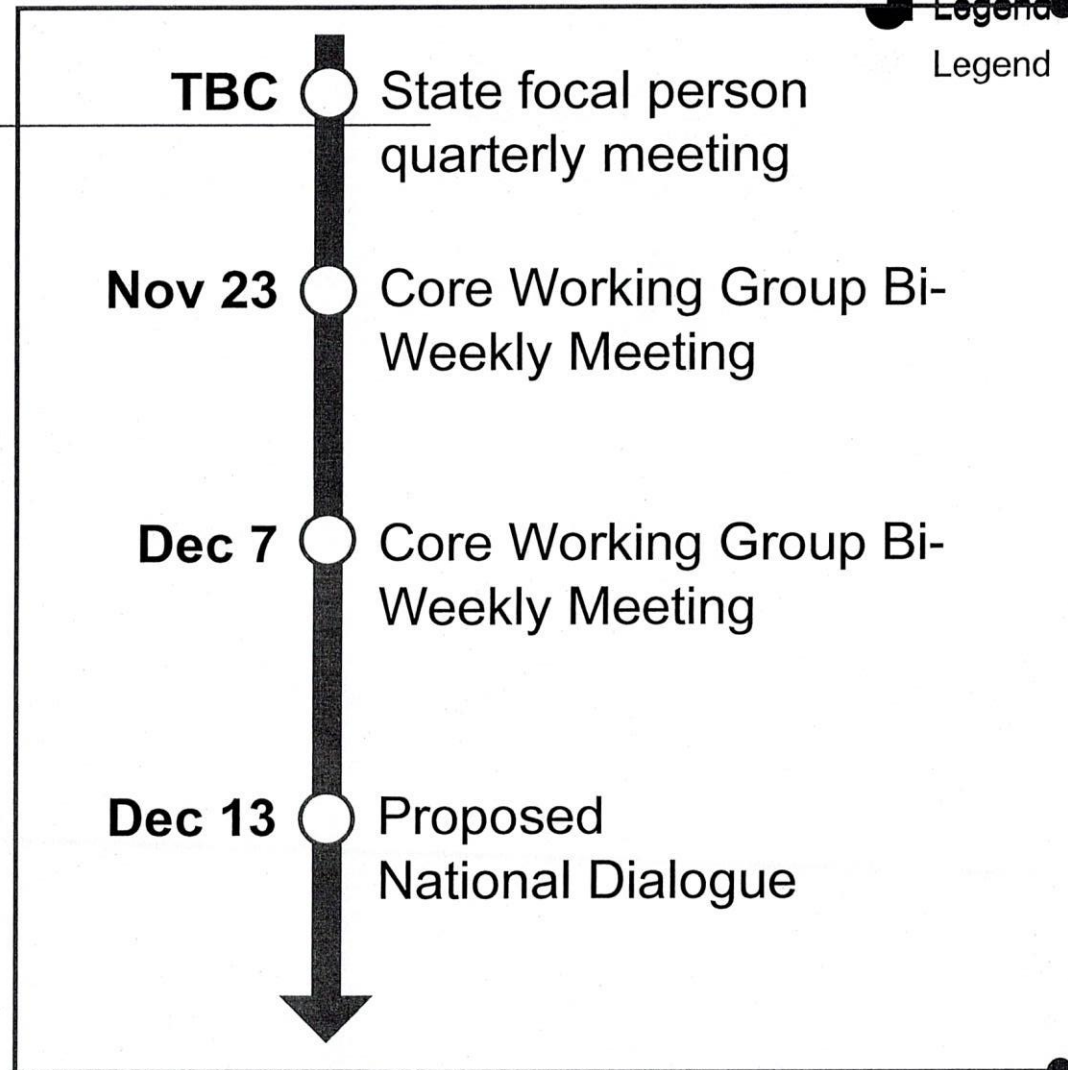 Legend
Legend
TBC State focal person
quarterly meeting
Nov 23 Core Working Group Bi-
Weekly Meeting
Dec 7 Core Working Group Bi-
Weekly Meeting
Dec 13 Proposed
National Dialogue